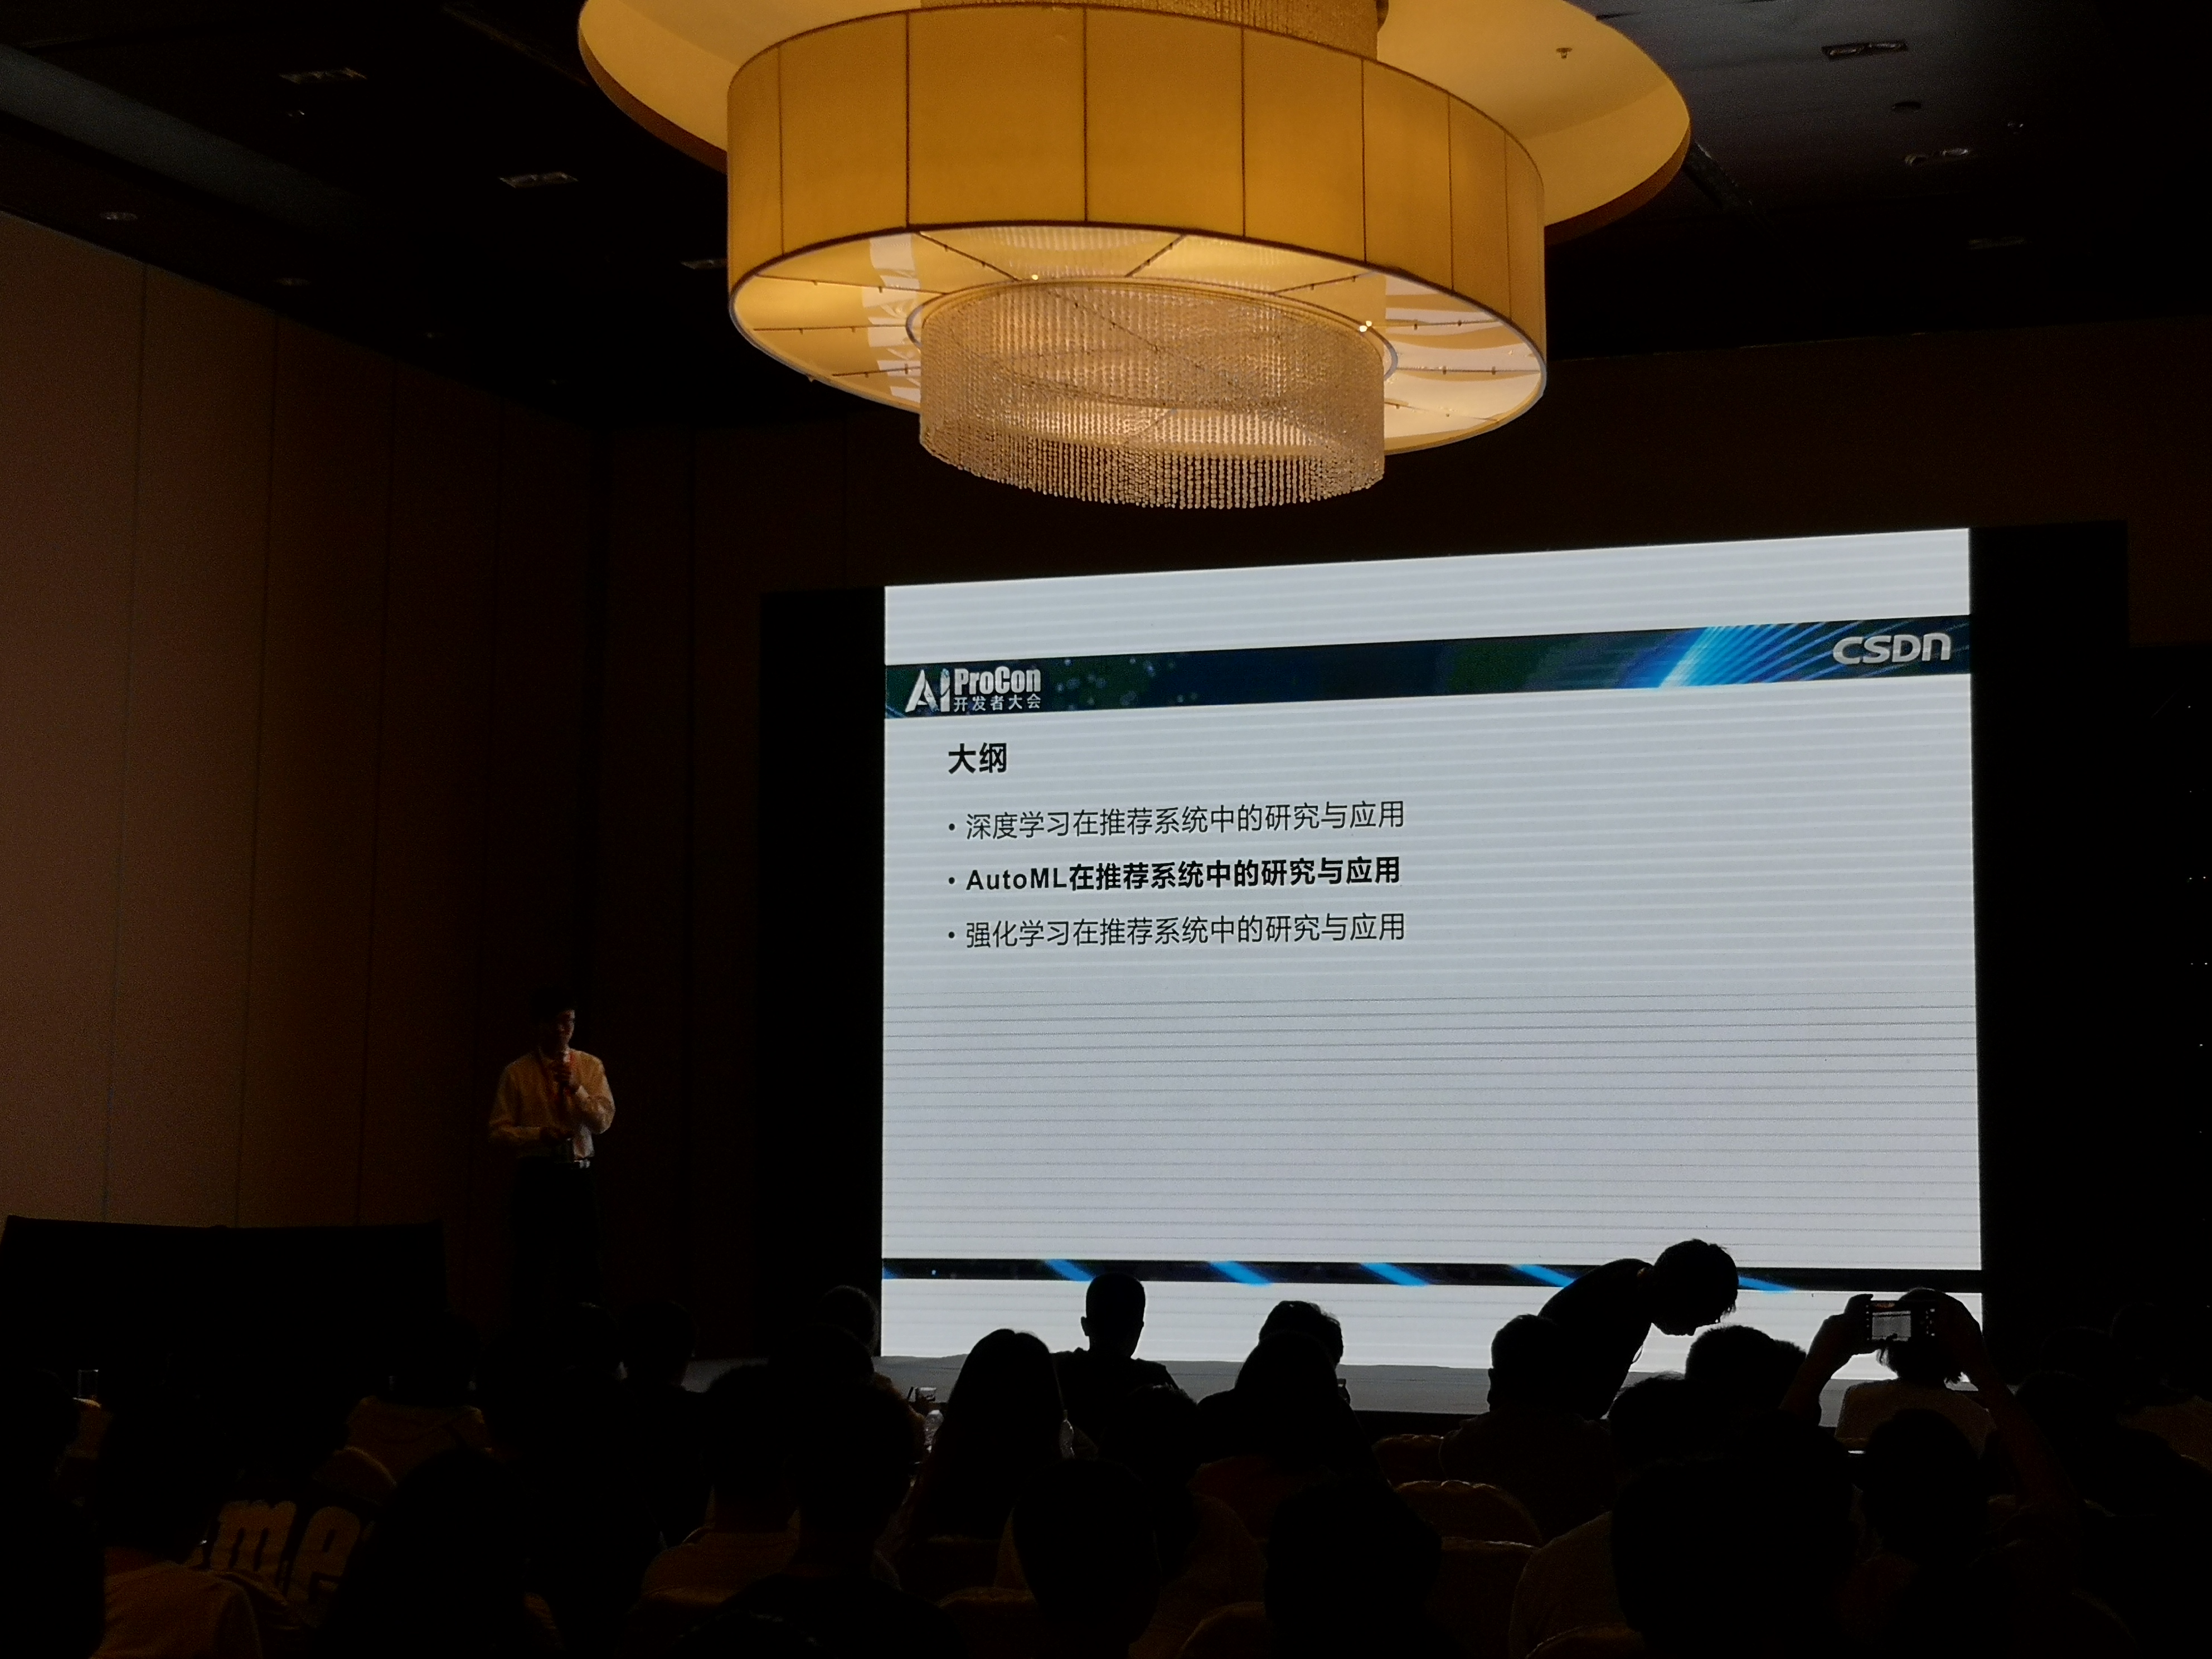 AI ProCon
开发者大会
CSDN
大纲
• 深度学习在推荐系统中的研究与应用
• AutoML在推荐系统中的研究与应用
• 强化学习在推荐系统中的研究与应用
me